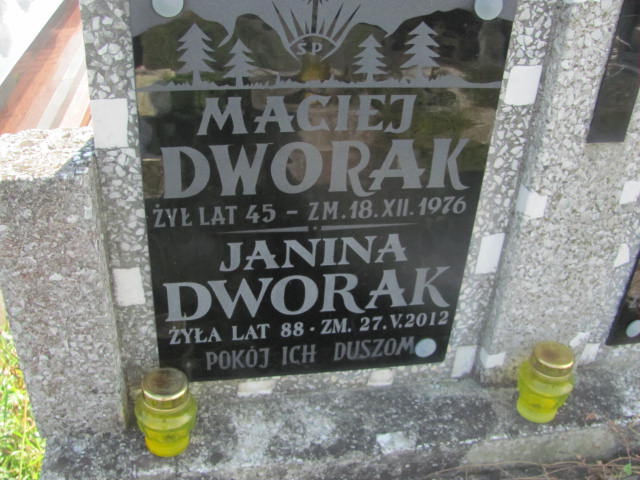 Ś P
MACIEJ
DWORAK
ŻYŁ LAT 45 - ZM. 18. XII. 1976
JANINA
DWORAK
ŻYŁA LAT 88 · ZM. 27. V. 2012
POKÓJ ICH DUSZOM